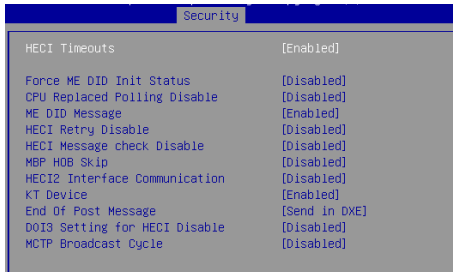 Security
HECI Timeouts [Enabled]
Force ME DID Init Status [Disabled]
CPU Replaced Polling Disable [Disabled]
ME DID Message [Enabled]
HECI Retry Disable [Disabled]
HECI Message check Disable [Disabled]
MBP HOB Skip [Disabled]
HECI2 Interface Communication [Disabled]
KT Device [Enabled]
End Of Post Message [Send in DXE]
DOI3 Setting for HECI Disable [Disabled]
MCTP Broadcast Cycle [Disabled]